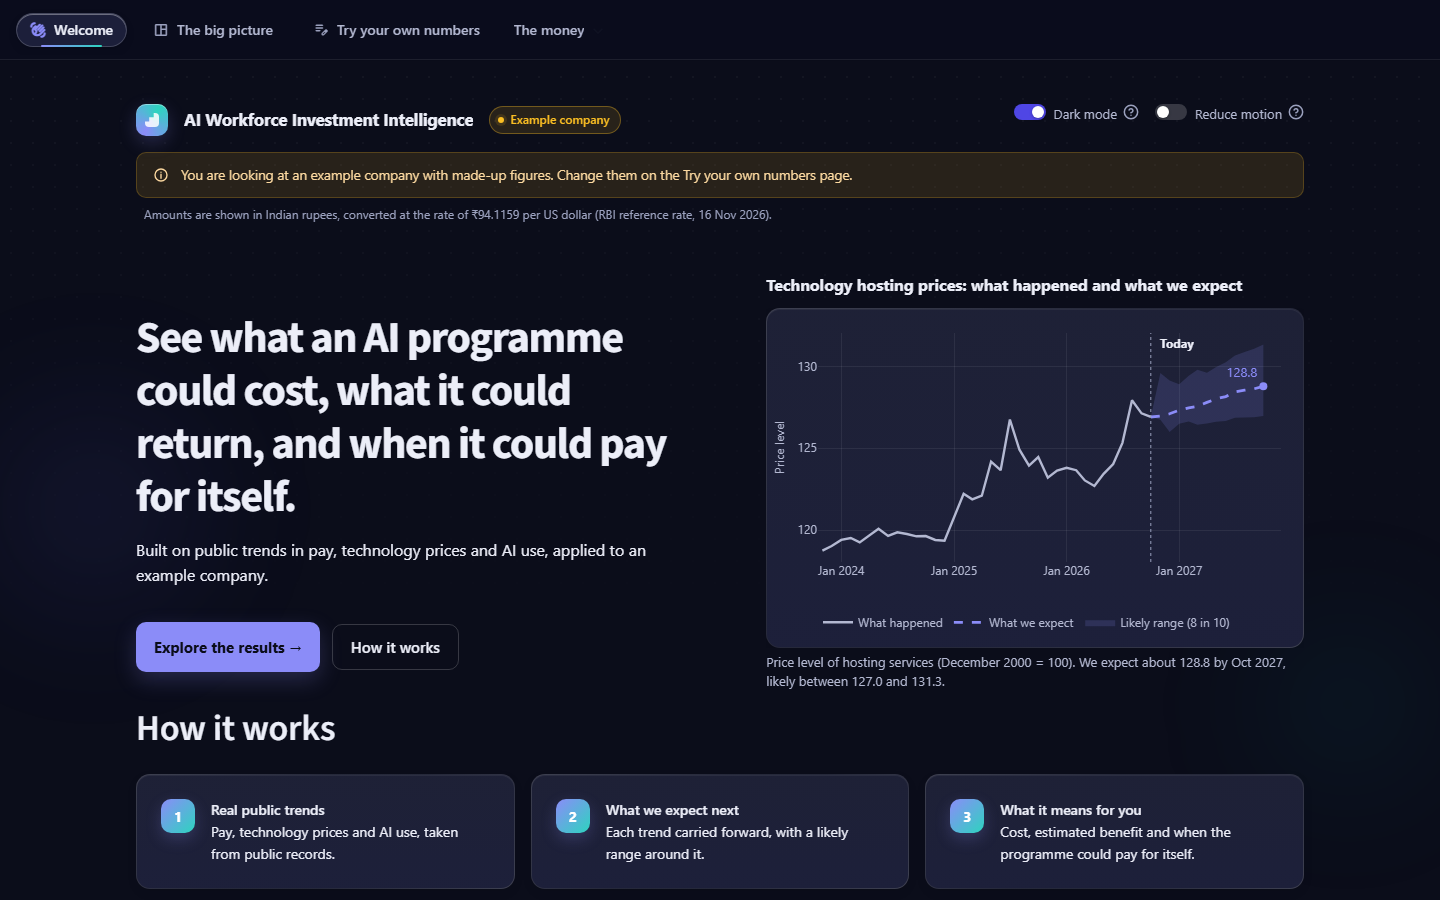 Welcome
The big picture
Try your own numbers
The money
AI Workforce Investment Intelligence
Example company
Dark mode
Reduce motion
You are looking at an example company with made-up figures. Change them on the Try your own numbers page.
Amounts are shown in Indian rupees, converted at the rate of ₹94.1159 per US dollar (RBI reference rate, 16 Nov 2026).
See what an AI programme
could cost, what it could
return, and when it could pay
for itself.
Built on public trends in pay, technology prices and AI use, applied to an
example company.
Explore the results →
How it works
Technology hosting prices: what happened and what we expect
Today
130
128.8
125
120
Price level
Jan 2024
Jan 2025
Jan 2026
Jan 2027
What happened
What we expect
Likely range (8 in 10)
Price level of hosting services (December 2000 = 100). We expect about 128.8 by Oct 2027,
likely between 127.0 and 131.3.
How it works
1
Real public trends
Pay, technology prices and AI use, taken
from public records.
2
What we expect next
Each trend carried forward, with a likely
range around it.
3
What it means for you
Cost, estimated benefit and when the
programme could pay for itself.